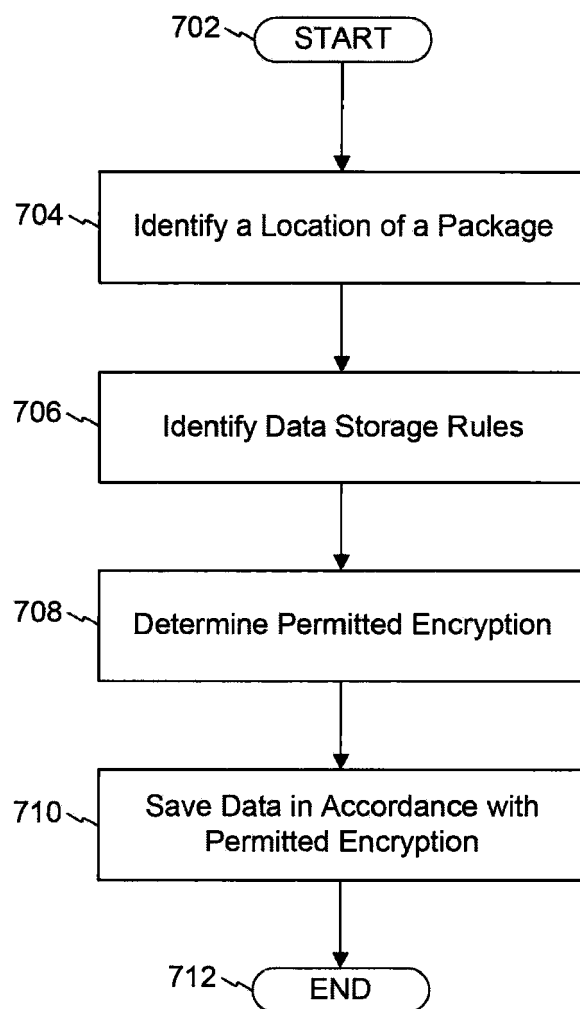 702 START
704 Identify a Location of a Package
706 Identify Data Storage Rules
708 Determine Permitted Encryption
710 Save Data in Accordance with
Permitted Encryption
712 END